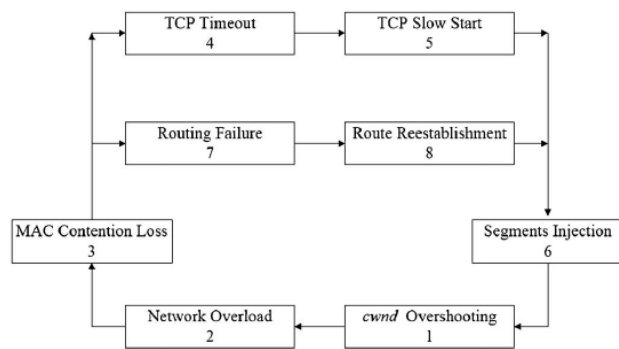 TCP Timeout
4
TCP Slow Start
5
Routing Failure
7
Route Reestablishment
8
MAC Contention Loss
3
Segments Injection
6
Network Overload
2
cwnd Overshooting
1